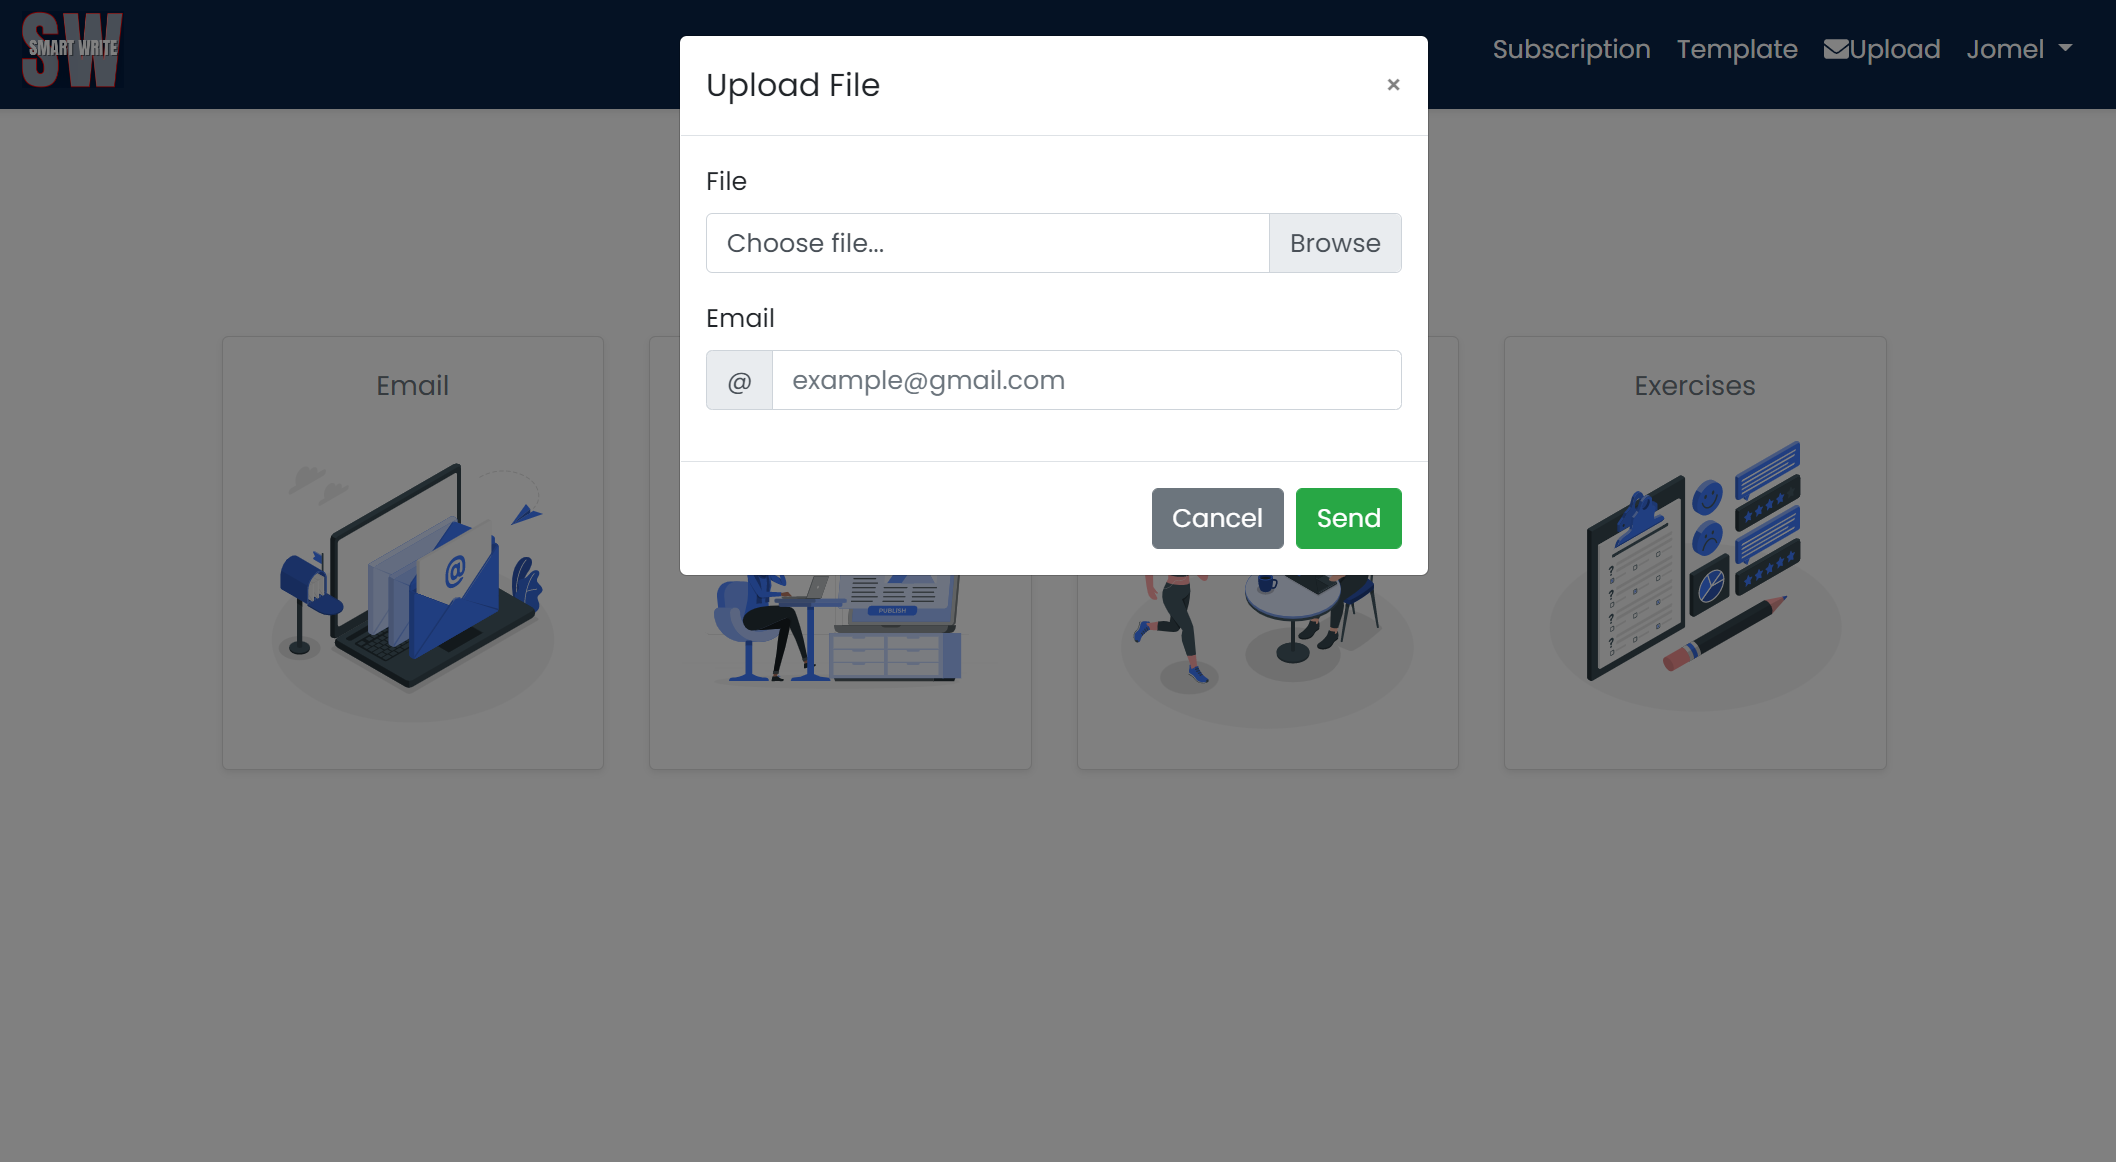 SW
SMART WRITE
Subscription
Template
Upload
Jomel
Upload File
×
File
Choose file...
Browse
Email
@
example@gmail.com
Cancel
Send
Email
@
PUBLISH
Exercises
?
?
?
?